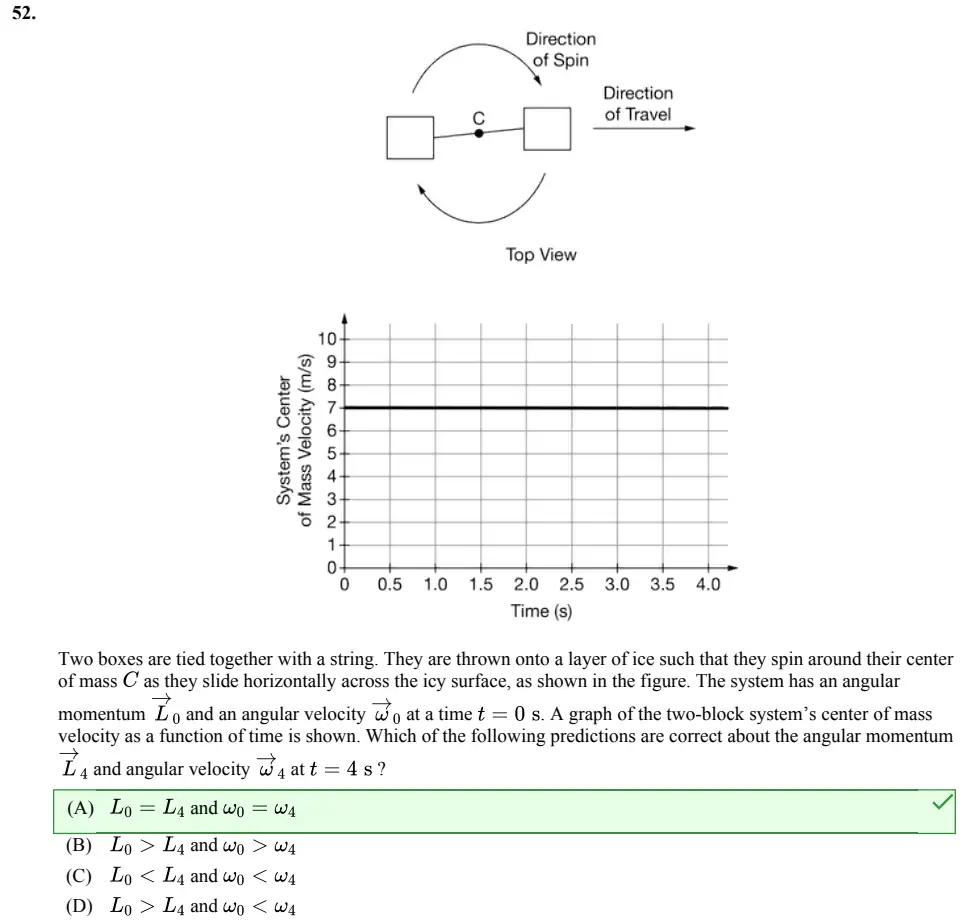 52.
Direction
of Spin
Direction
of Travel
C
Top View
System's Center
of Mass Velocity (m/s)
10
9
8
7
6
5
4
3
2
1
0
0 0.5 1.0 1.5 2.0 2.5 3.0 3.5 4.0
Time (s)
Two boxes are tied together with a string. They are thrown onto a layer of ice such that they spin around their center
of mass C as they slide horizontally across the icy surface, as shown in the figure. The system has an angular
momentum L⃗₀ and an angular velocity ω⃗₀ at a time t = 0 s. A graph of the two-block system's center of mass
velocity as a function of time is shown. Which of the following predictions are correct about the angular momentum
L⃗₄ and angular velocity ω⃗₄ at t = 4 s ?
(A) L₀ = L₄ and ω₀ = ω₄
(B) L₀ > L₄ and ω₀ > ω₄
(C) L₀ < L₄ and ω₀ < ω₄
(D) L₀ > L₄ and ω₀ < ω₄